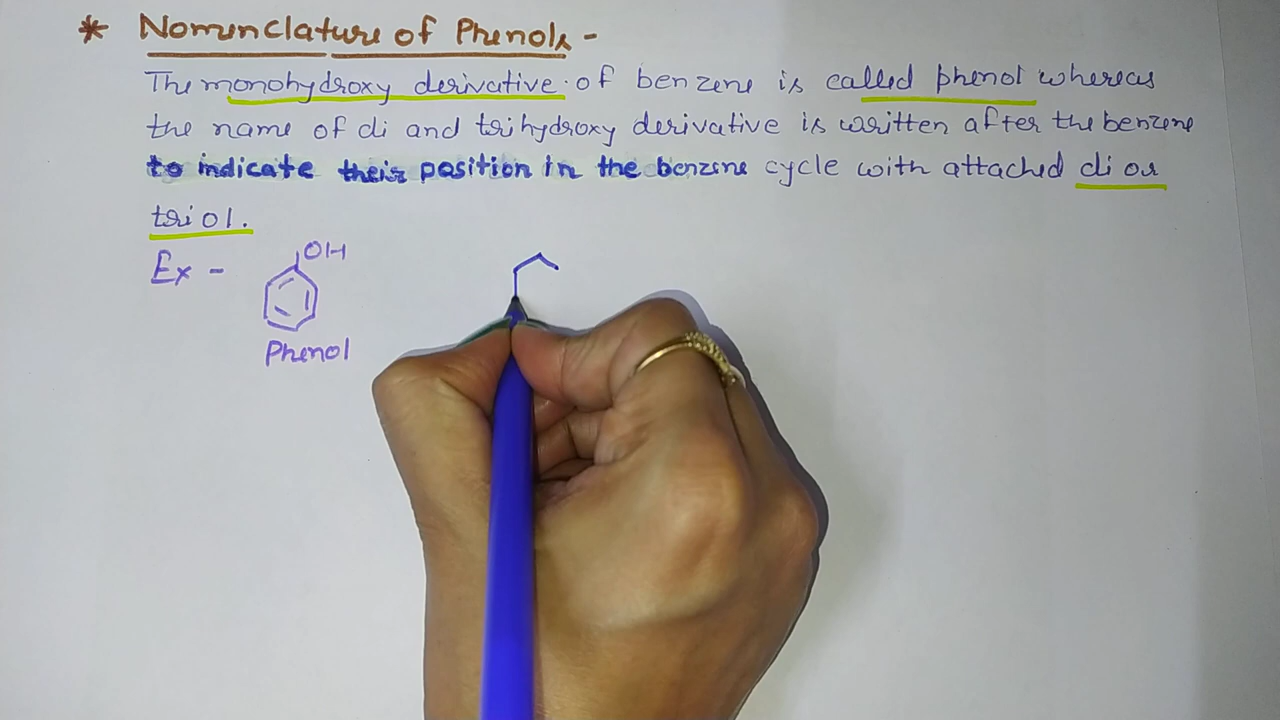 * Nomenclature of Phenols -
The monohydroxy derivative of benzene is called phenol whereas
the name of di and trihydroxy derivative is written after the benzene
to indicate their position in the benzene cycle with attached di or
tri ol.
Ex - OH
Phenol